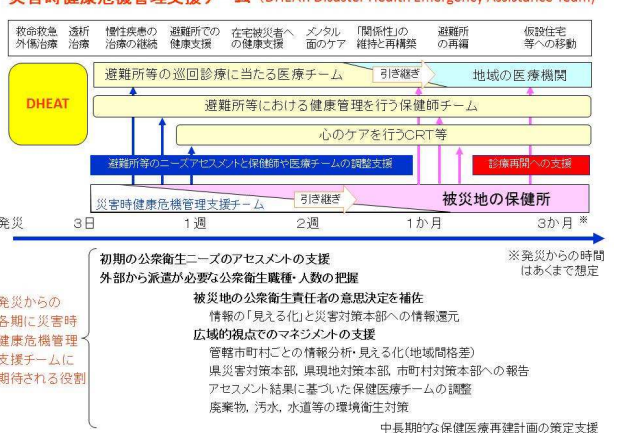 災害時健康危機管理支援チーム (DHEAT: Disaster Health Emergency Assistance Team)
救命救急 透析 慢性疾患の 避難所での 在宅被災者へ メンタル 「関係性」の 避難所 仮設住宅
外傷治療 治療 治療の継続 健康支援 の健康支援 面のケア 維持と再構築 の再編 等への移動
DHEAT
避難所等の巡回診療に当たる医療チーム 引き継ぎ 地域の医療機関
避難所等における健康管理を行う保健師チーム
心のケアを行うCRT等
避難所等のニーズアセスメントと保健師や医療チームの調整支援 診療再開への支援
災害時健康危機管理支援チーム 引き継ぎ 被災地の保健所
発災 3日 1週 2週 1か月 3か月 ※
※発災からの時間
はあくまで想定
初期の公衆衛生ニーズのアセスメントの支援
外部から派遣が必要な公衆衛生職種・人数の把握
被災地の公衆衛生責任者の意思決定を補佐
情報の「見える化」と災害対策本部への情報還元
広域的視点でのマネジメントの支援
管轄市町村ごとの情報分析・見える化(地域間格差)
県災害対策本部, 県現地対策本部, 市町村対策本部への報告
アセスメント結果に基づいた保健医療チームの調整
廃棄物, 汚水, 水道等の環境衛生対策
中長期的な保健医療再建計画の策定支援
発災からの
各期に災害時
健康危機管理
支援チームに
期待される役割